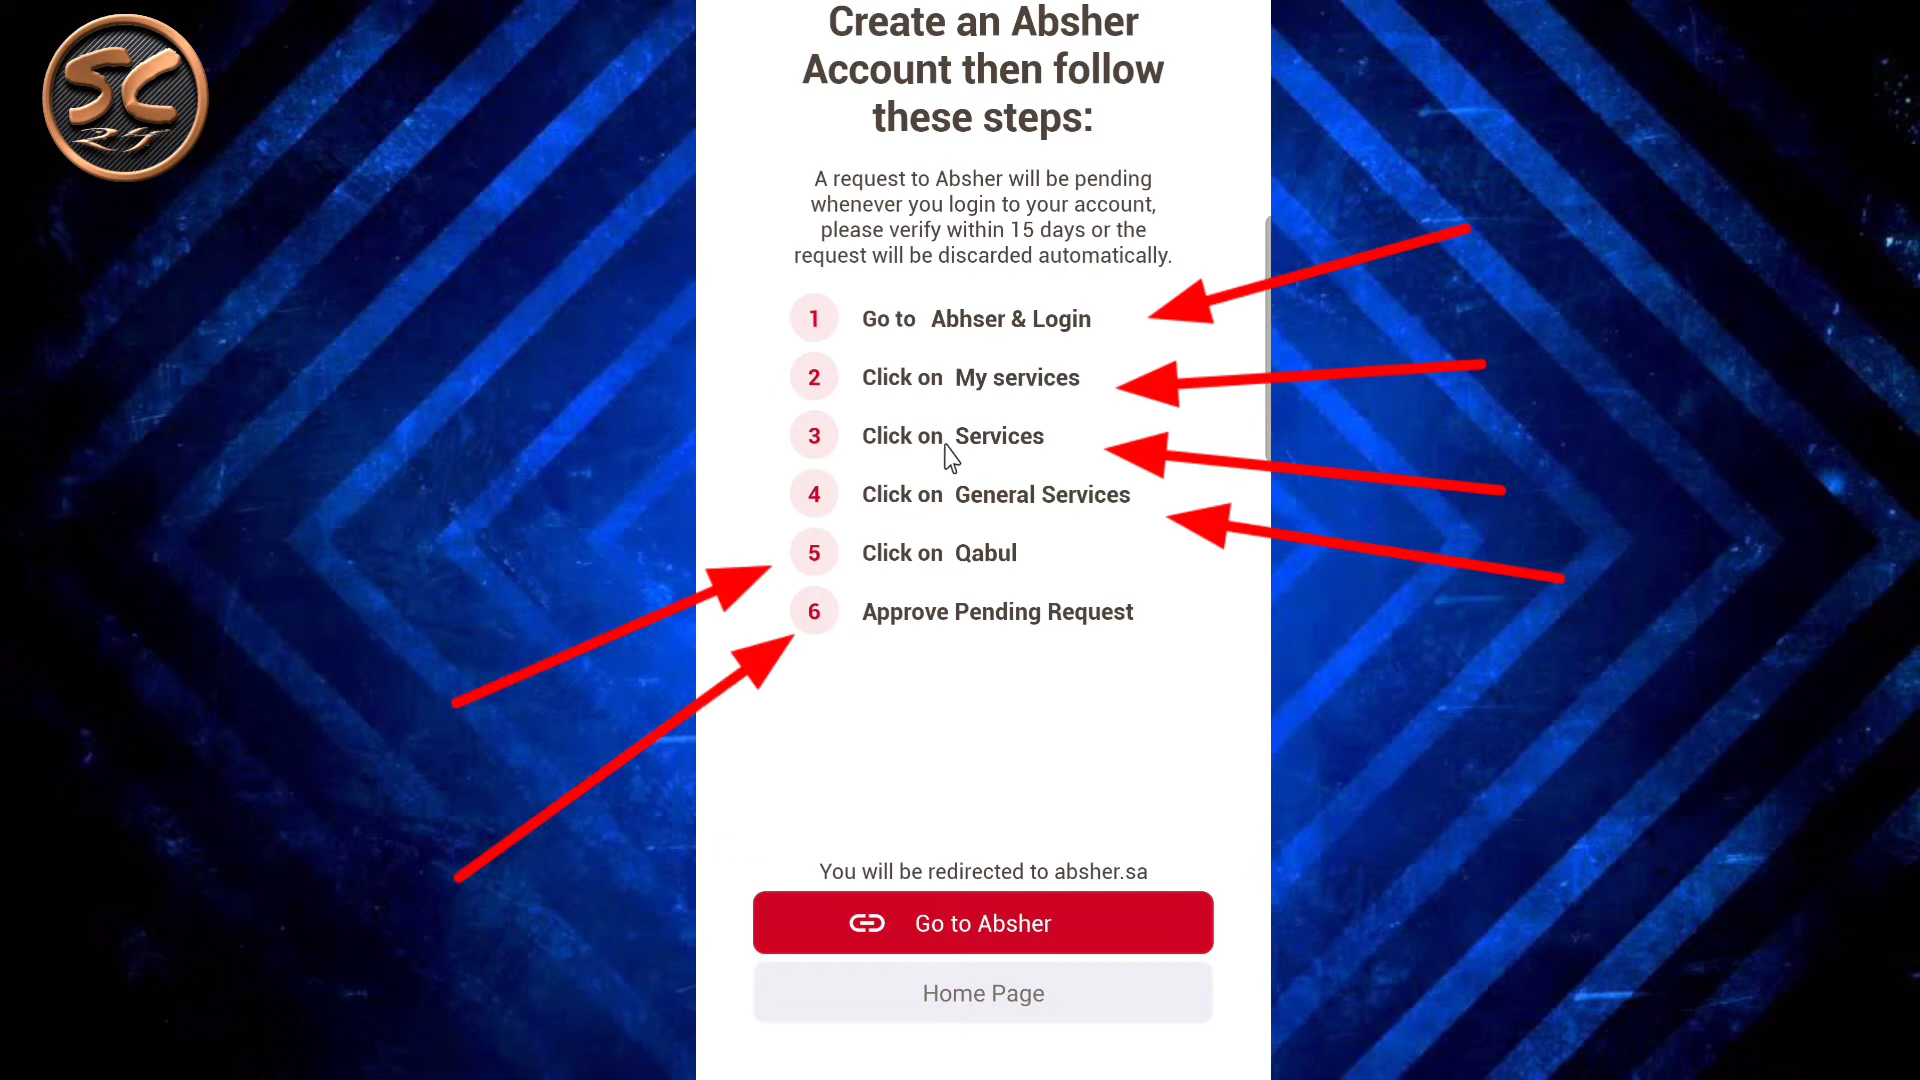 SC
24
Create an Absher
Account then follow
these steps:
A request to Absher will be pending
whenever you login to your account,
please verify within 15 days or the
request will be discarded automatically.
1 Go to Abhser & Login
2 Click on My services
3 Click on Services
4 Click on General Services
5 Click on Qabul
6 Approve Pending Request
You will be redirected to absher.sa
Go to Absher
Home Page